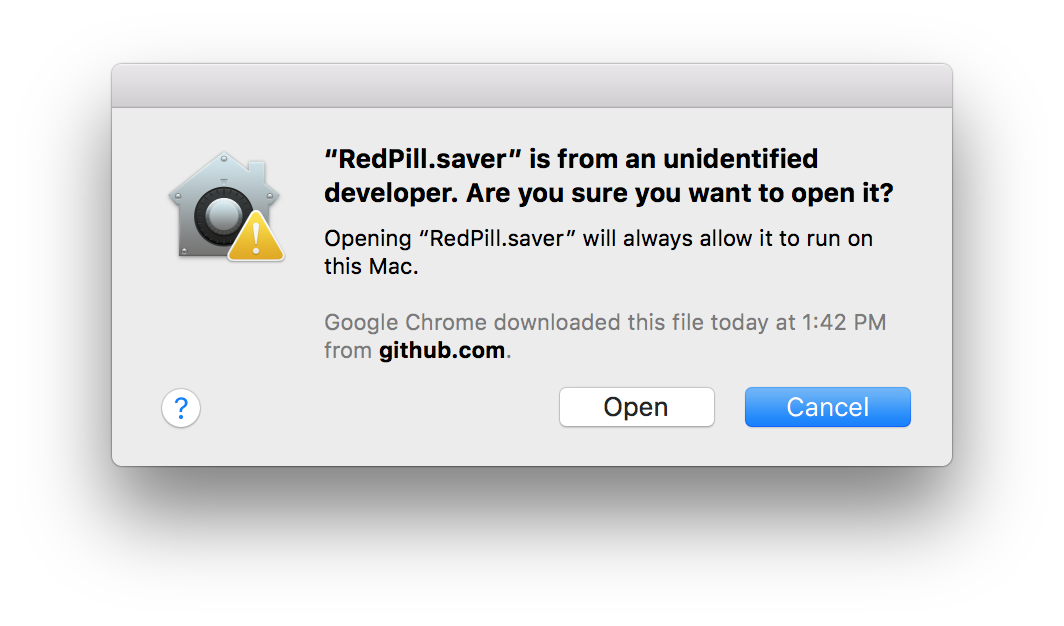 “RedPill.saver” is from an unidentified
developer. Are you sure you want to open it?
Opening “RedPill.saver” will always allow it to run on
this Mac.
Google Chrome downloaded this file today at 1:42 PM
from github.com.
? Open Cancel